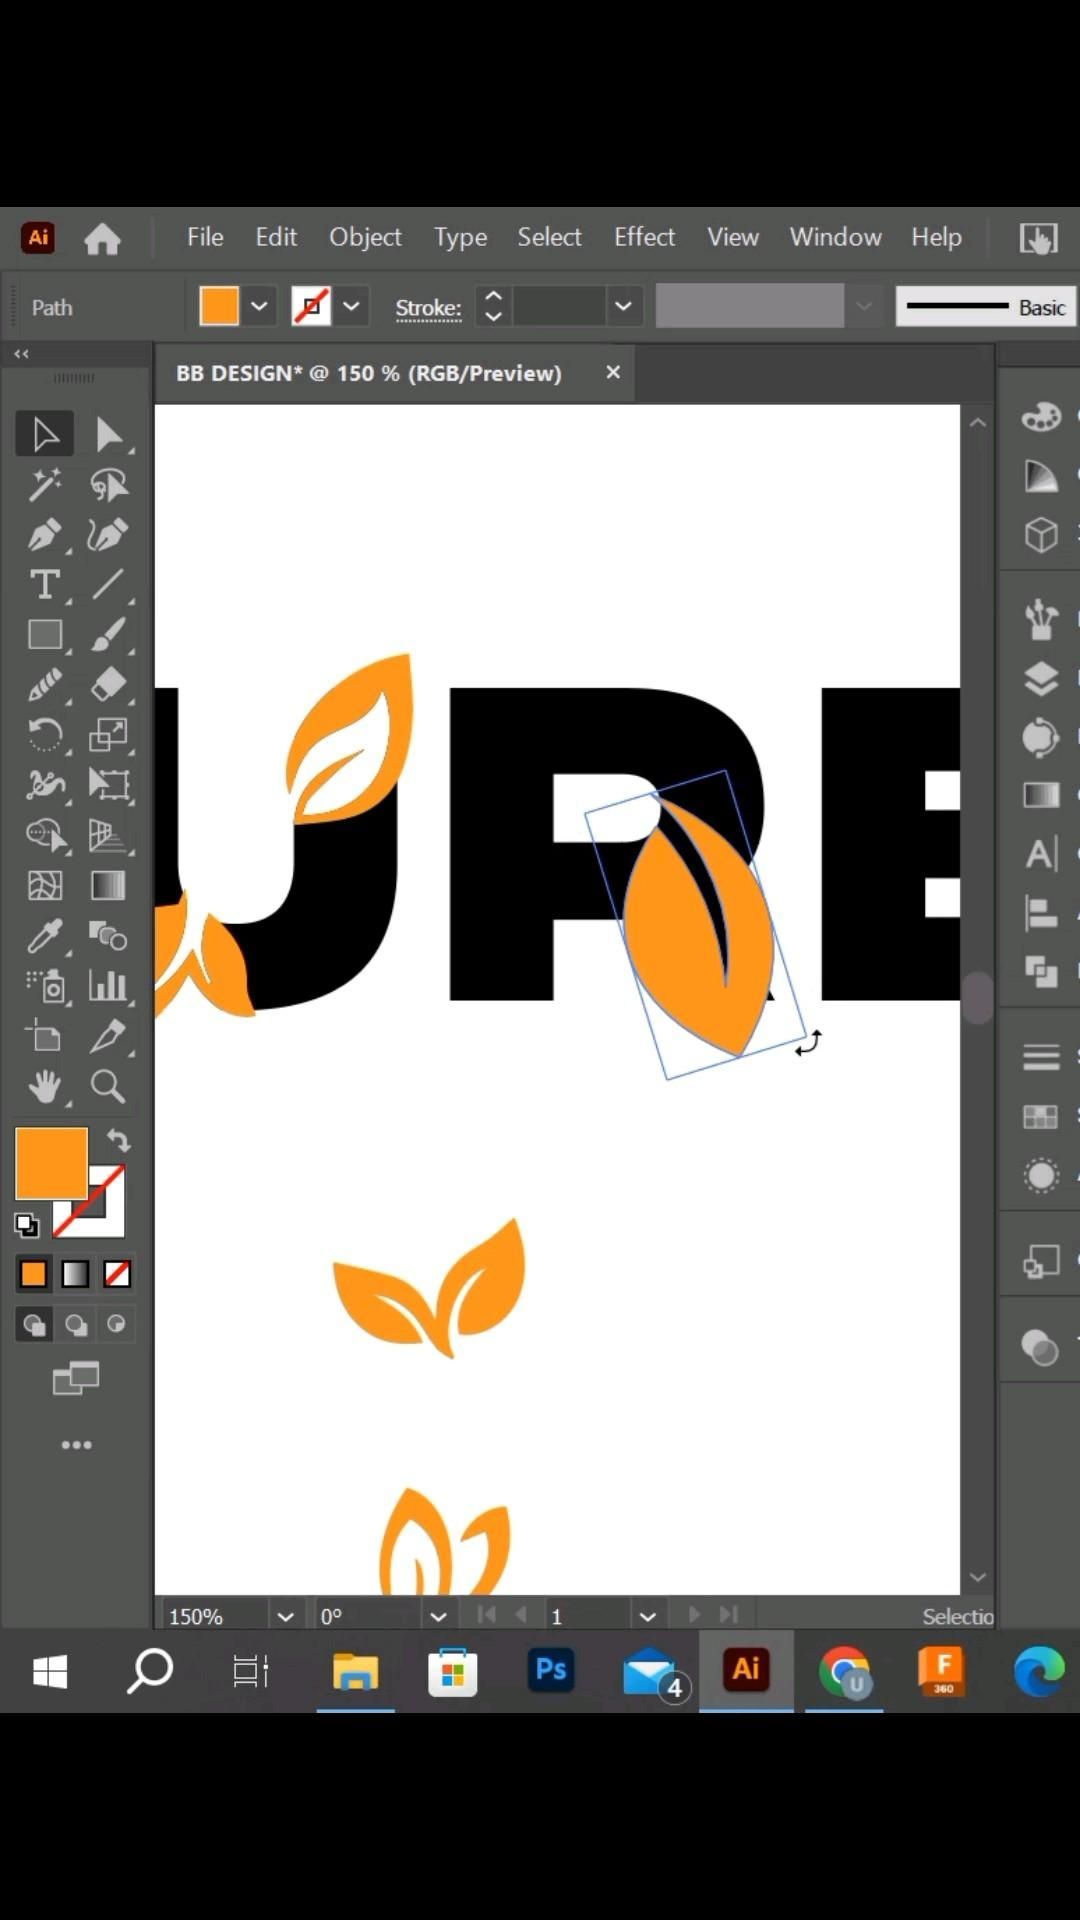 Ai File Edit Object Type Select Effect View Window Help
Path Stroke: Basic
BB DESIGN* @ 150 % (RGB/Preview) ×
URE
150% 0° 1 Selectio
Ps 4 Ai U F 360